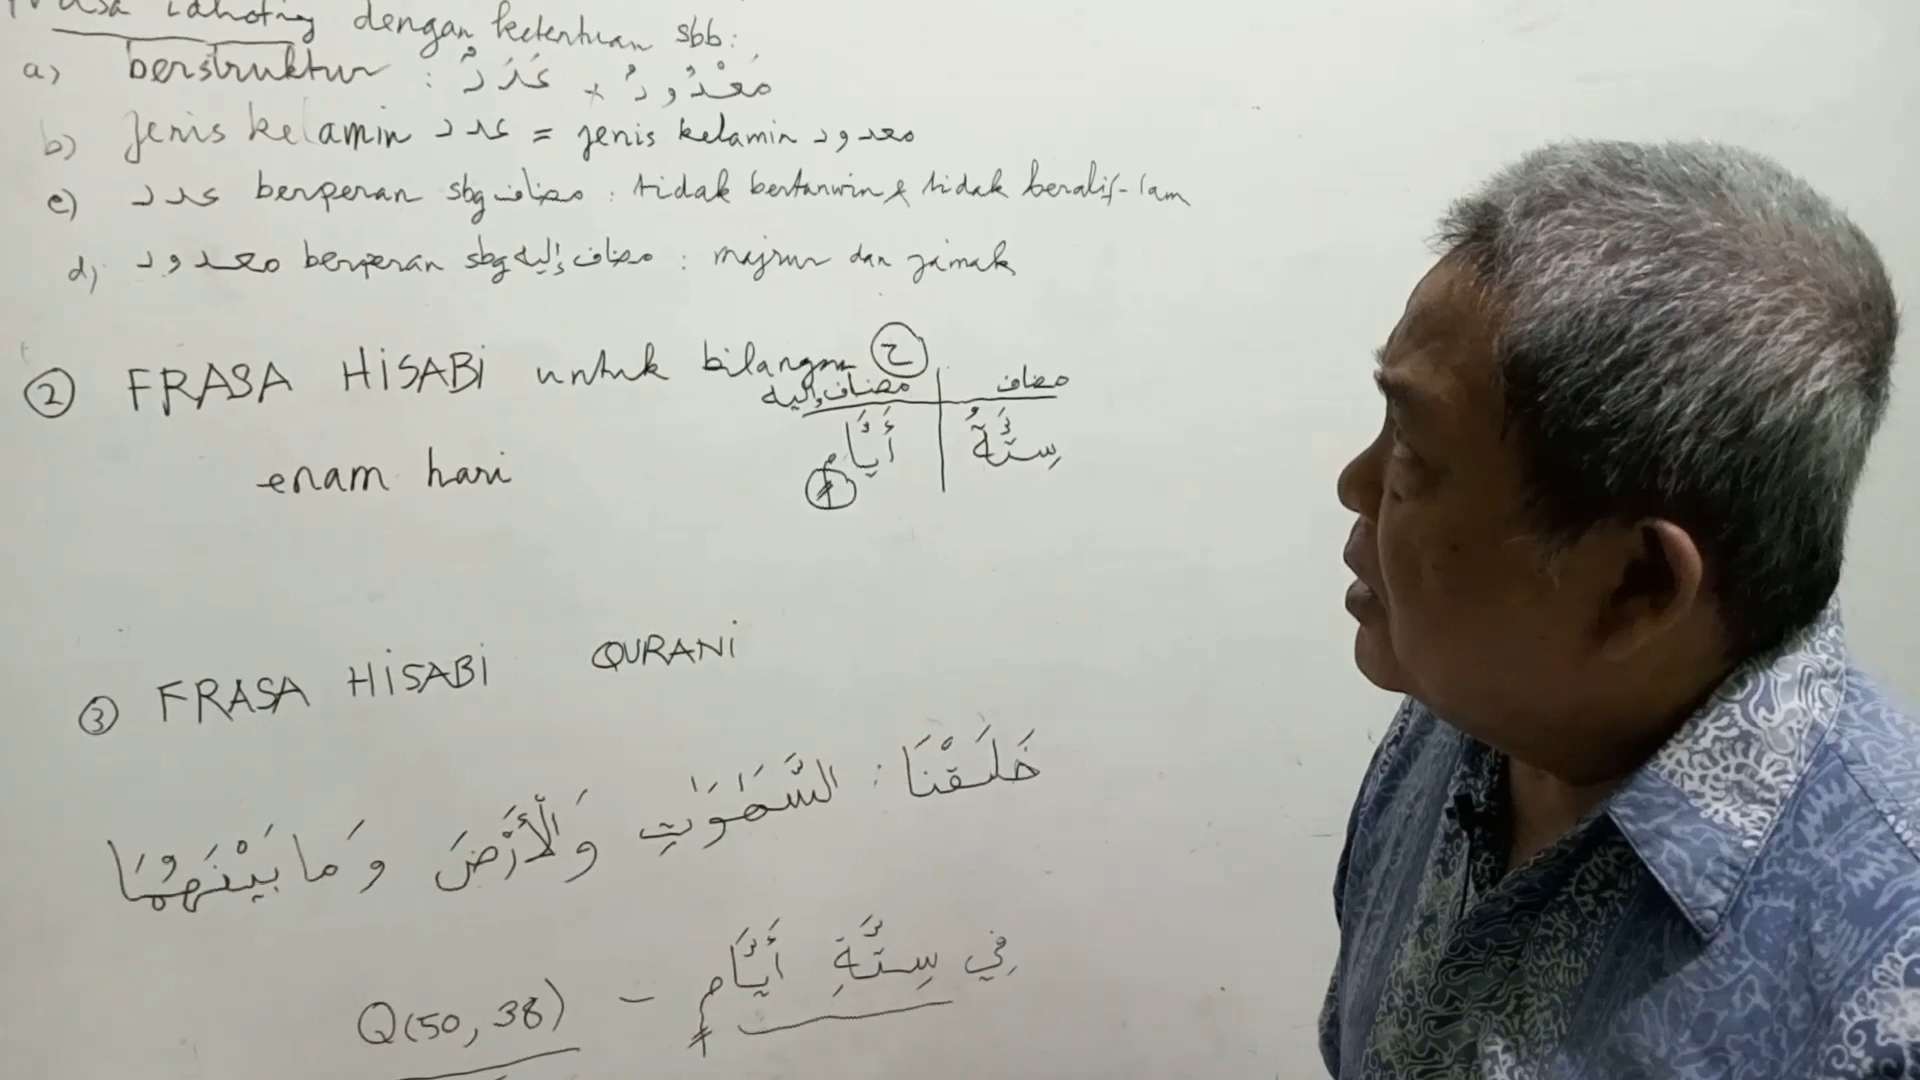 dengan ketentuan sbb:
a) berstruktur : عَدَدٌ + مَعْدُودٌ
b) Jenis kelamin عدد = jenis kelamin معدود
c) عدد berperan sbg مضاف : tidak bertanwin & tidak beralif-lam
d) معدود berperan sbg مضاف إليه : majrur dan jamak
② FRASA HISABI untuk bilangan
مضاف
مضاف إليه
enam hari
سِتَّةُ
أَيَّامٍ
③ FRASA HISABI QURANI
خَلَقْنَا : السَّمٰوٰتِ وَالْأَرْضَ وَمَا بَيْنَهُمَا
فِي سِتَّةِ أَيَّامٍ – Q(50, 38)